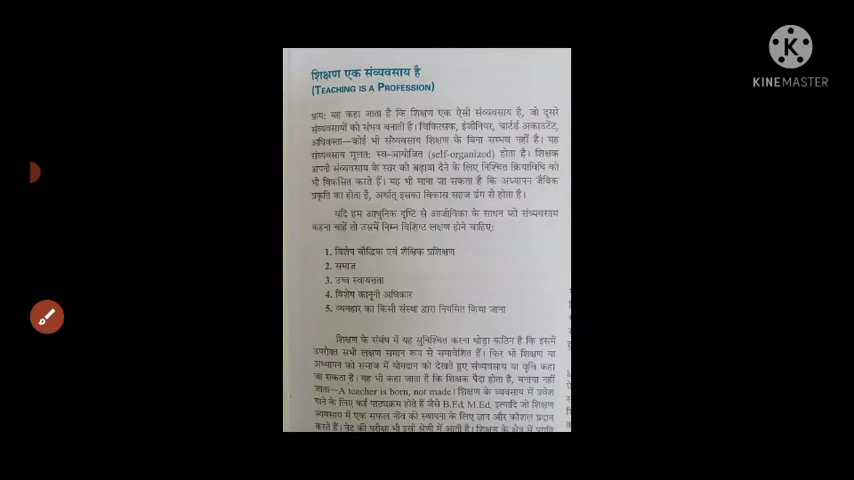 शिक्षण एक संव्यवसाय है
(TEACHING IS A PROFESSION)
प्राय: यह कहा जाता है कि शिक्षण एक ऐसी संव्यवसाय है, जो दूसरे
संव्यवसायों को संभव बनाती है। चिकित्सक, इंजीनियर, चार्टर्ड अकाउटेंट,
अधिवक्ता—कोई भी संव्यवसाय शिक्षण के बिना सम्भव नहीं है। यह
संव्यवसाय मूलत: स्व-आयोजित (self-organized) होता है। शिक्षक
अपनी संव्यवसाय के स्तर को बढ़ावा देने के लिए निश्चित क्रियाविधि को
भी विकसित करते हैं। यह भी माना जा सकता है कि अध्यापन जैविक
प्रकृति का होता है, अर्थात् इसका विकास सहज ढंग से होता है।
यदि हम आधुनिक दृष्टि से आजीविका के साधन को संव्यवसाय
कहना चाहें तो उसमें निम्न विशिष्ट लक्षण होने चाहिए:
1. विशेष बौद्धिक एवं शैक्षिक प्रशिक्षण
2. समाज
3. उच्च स्वायत्तता
4. विशेष कानूनी अधिकार
5. व्यवहार का किसी संस्था द्वारा नियमित किया जाना
शिक्षण के संबंध में यह सुनिश्चित करना थोड़ा कठिन है कि इसमें
उपरोक्त सभी लक्षण समान रूप से समावेशित हैं। फिर भी शिक्षण या
अध्यापन को समाज में योगदान को देखते हुए संव्यवसाय या वृत्ति कहा
जा सकता है। यह भी कहा जाता है कि शिक्षक पैदा होता है, बनाया नहीं
जाता—A teacher is born, not made। शिक्षण के व्यवसाय में प्रवेश
पाने के लिए कई पाठ्यक्रम होते हैं जैसे B.Ed, M.Ed, इत्यादि जो शिक्षण
व्यवसाय में एक सफल नींव की स्थापना के लिए ज्ञान और कौशल प्रदान
करते हैं। नेट की परीक्षा भी इसी श्रेणी में आती है। शिक्षण के क्षेत्र में
KINEMASTER